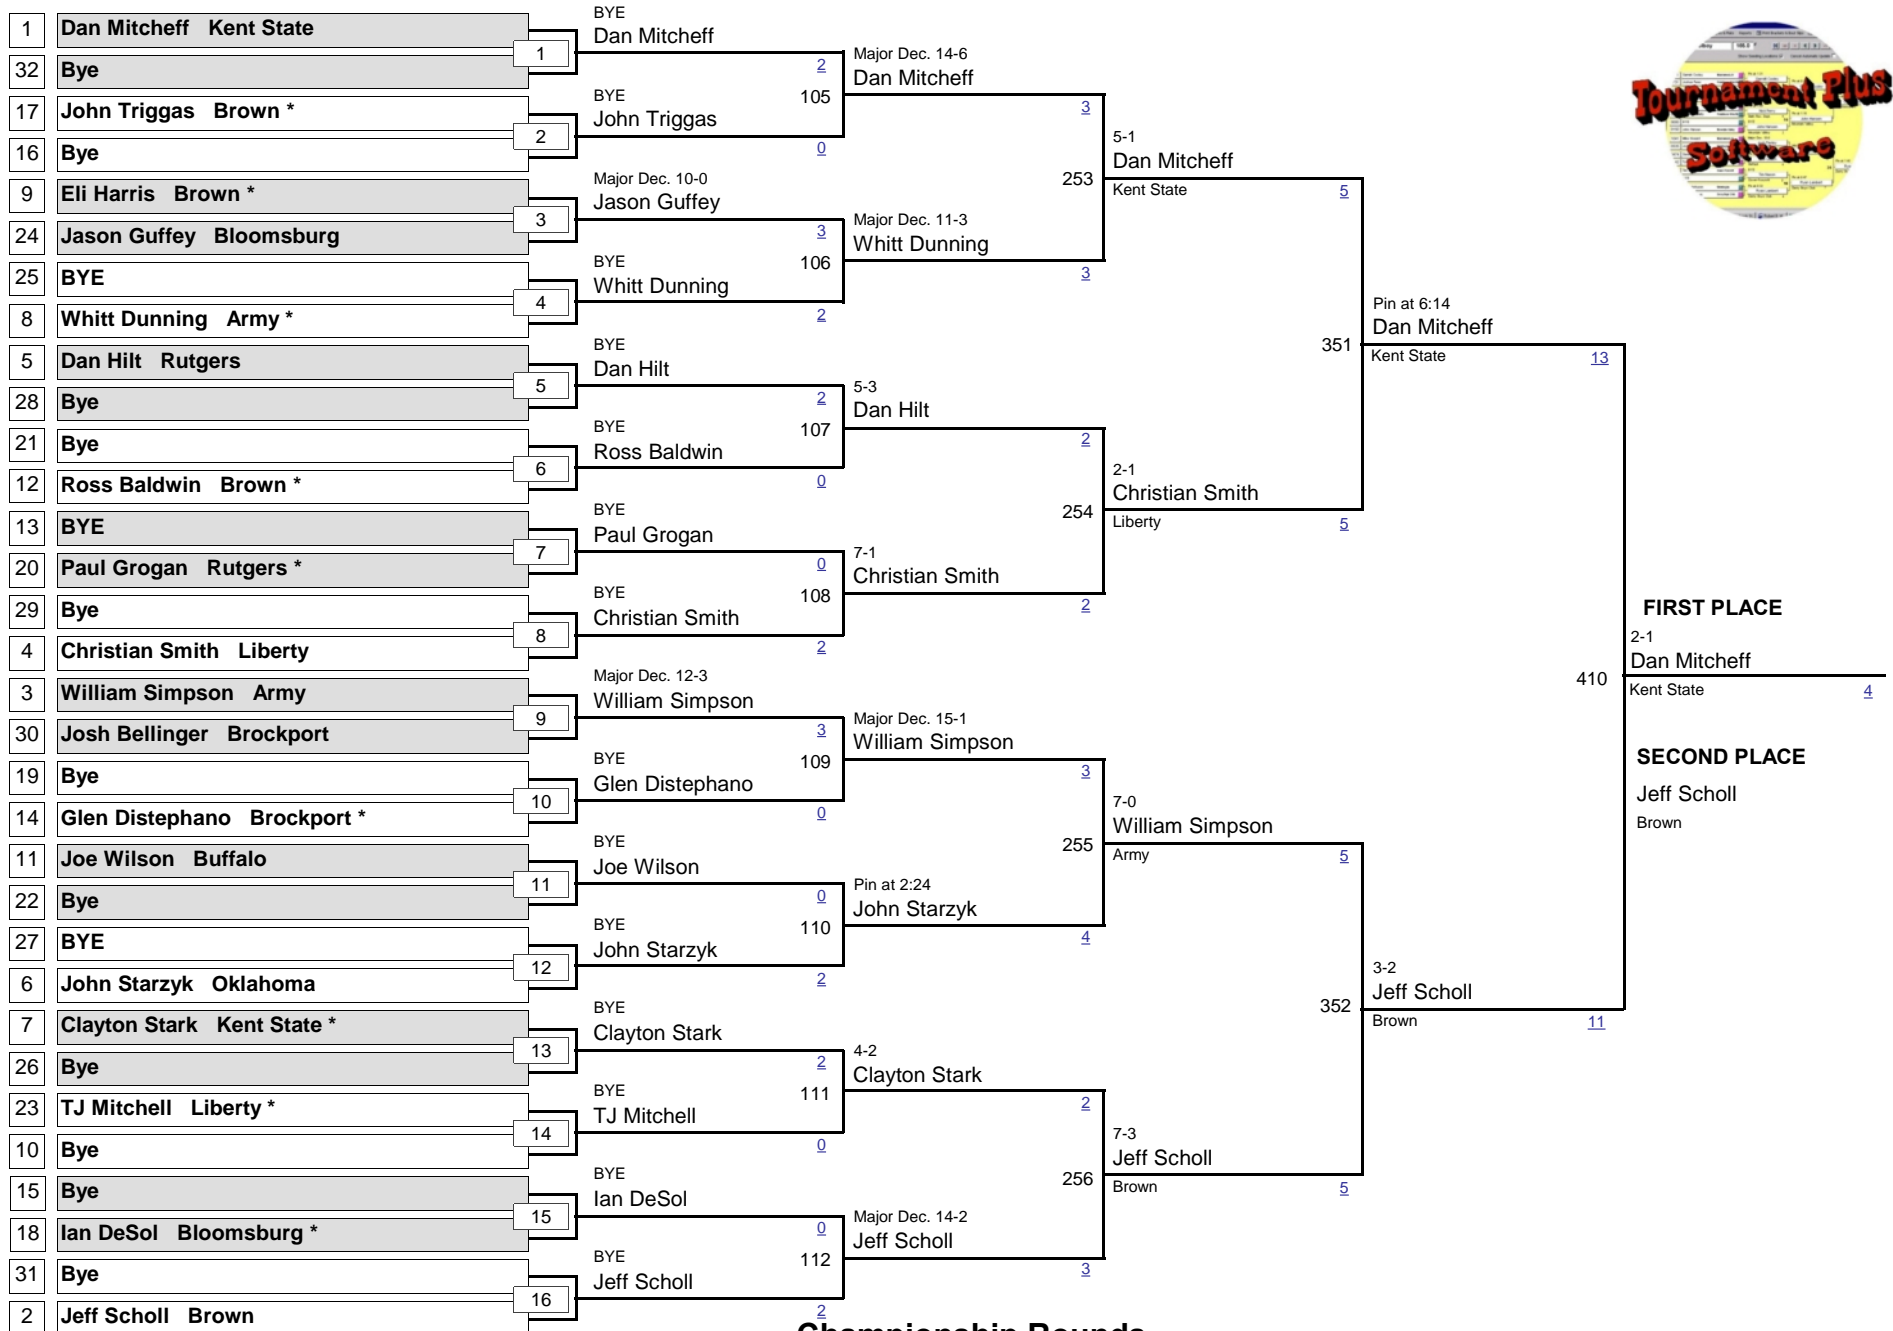 1 Dan Mitcheff Kent State
32 Bye
17 John Triggas Brown *
16 Bye
9 Eli Harris Brown *
24 Jason Guffey Bloomsburg
25 BYE
8 Whitt Dunning Army *
5 Dan Hilt Rutgers
28 Bye
21 Bye
12 Ross Baldwin Brown *
13 BYE
20 Paul Grogan Rutgers *
29 Bye
4 Christian Smith Liberty
3 William Simpson Army
30 Josh Bellinger Brockport
19 Bye
14 Glen Distephano Brockport *
11 Joe Wilson Buffalo
22 Bye
27 BYE
6 John Starzyk Oklahoma
7 Clayton Stark Kent State *
26 Bye
23 TJ Mitchell Liberty *
10 Bye
15 Bye
18 Ian DeSol Bloomsburg *
31 Bye
2 Jeff Scholl Brown
1
2
3
4
5
6
7
8
9
10
11
12
13
14
15
16
BYE
Dan Mitcheff
2
105
BYE
John Triggas
0
Major Dec. 10-0
Jason Guffey
3
106
BYE
Whitt Dunning
2
BYE
Dan Hilt
2
107
BYE
Ross Baldwin
0
BYE
Paul Grogan
0
108
BYE
Christian Smith
2
Major Dec. 12-3
William Simpson
3
109
BYE
Glen Distephano
0
BYE
Joe Wilson
0
110
BYE
John Starzyk
2
BYE
Clayton Stark
2
111
BYE
TJ Mitchell
0
BYE
Ian DeSol
0
112
BYE
Jeff Scholl
2
Major Dec. 14-6
Dan Mitcheff
3
253
Major Dec. 11-3
Whitt Dunning
3
5-3
Dan Hilt
2
254
7-1
Christian Smith
2
Major Dec. 15-1
William Simpson
3
255
Pin at 2:24
John Starzyk
4
4-2
Clayton Stark
2
256
Major Dec. 14-2
Jeff Scholl
3
5-1
Dan Mitcheff
Kent State
5
351
2-1
Christian Smith
Liberty
5
7-0
William Simpson
Army
5
352
7-3
Jeff Scholl
Brown
5
Pin at 6:14
Dan Mitcheff
Kent State
13
410
3-2
Jeff Scholl
Brown
11
FIRST PLACE
2-1
Dan Mitcheff
Kent State
4
SECOND PLACE
Jeff Scholl
Brown
Tournament Plus
Software
Championship Rounds